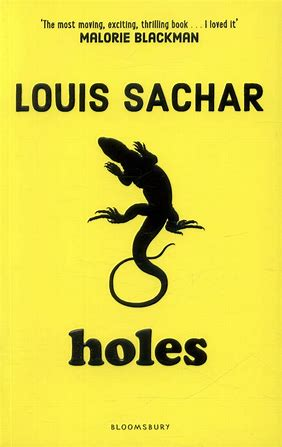 'The most moving, exciting, thrilling book . . . I loved it'
MALORIE BLACKMAN
LOUIS SACHAR
holes
BLOOMSBURY